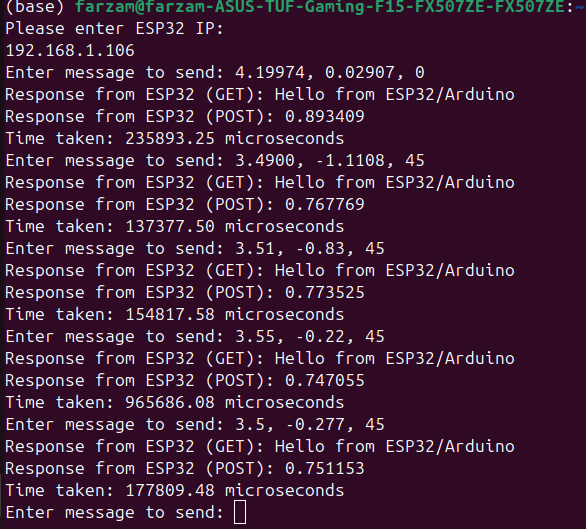 (base) farzam@farzam-ASUS-TUF-Gaming-F15-FX507ZE-FX507ZE:~
Please enter ESP32 IP:
192.168.1.106
Enter message to send: 4.19974, 0.02907, 0
Response from ESP32 (GET): Hello from ESP32/Arduino
Response from ESP32 (POST): 0.893409
Time taken: 235893.25 microseconds
Enter message to send: 3.4900, -1.1108, 45
Response from ESP32 (GET): Hello from ESP32/Arduino
Response from ESP32 (POST): 0.767769
Time taken: 137377.50 microseconds
Enter message to send: 3.51, -0.83, 45
Response from ESP32 (GET): Hello from ESP32/Arduino
Response from ESP32 (POST): 0.773525
Time taken: 154817.58 microseconds
Enter message to send: 3.55, -0.22, 45
Response from ESP32 (GET): Hello from ESP32/Arduino
Response from ESP32 (POST): 0.747055
Time taken: 965686.08 microseconds
Enter message to send: 3.5, -0.277, 45
Response from ESP32 (GET): Hello from ESP32/Arduino
Response from ESP32 (POST): 0.751153
Time taken: 177809.48 microseconds
Enter message to send: